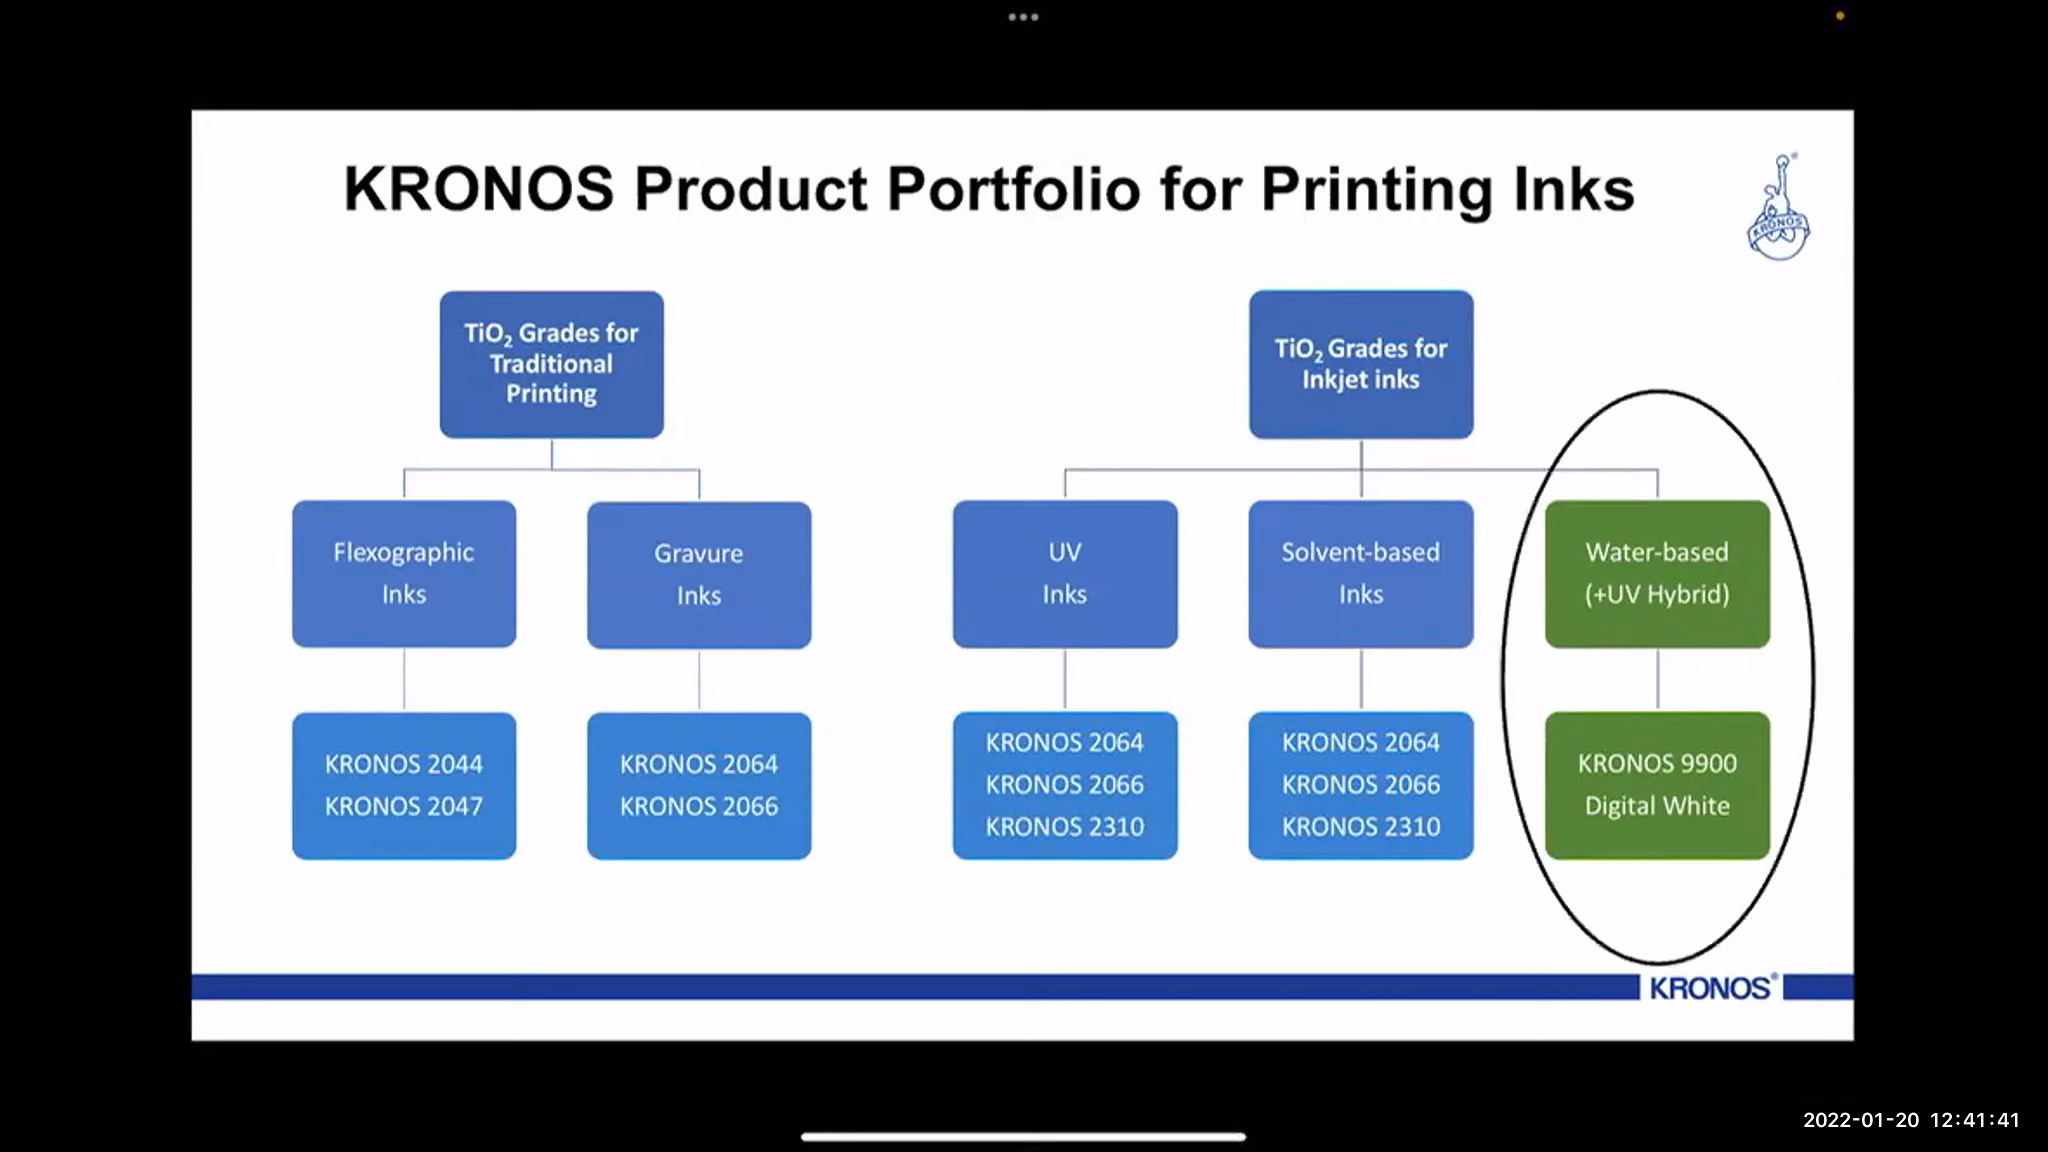 KRONOS Product Portfolio for Printing Inks
KRONOS
TiO₂ Grades for
Traditional
Printing
TiO₂ Grades for
Inkjet inks
Flexographic
Inks
Gravure
Inks
UV
Inks
Solvent-based
Inks
Water-based
(+UV Hybrid)
KRONOS 2044
KRONOS 2047
KRONOS 2064
KRONOS 2066
KRONOS 2064
KRONOS 2066
KRONOS 2310
KRONOS 2064
KRONOS 2066
KRONOS 2310
KRONOS 9900
Digital White
KRONOS®
2022-01-20 12:41:41